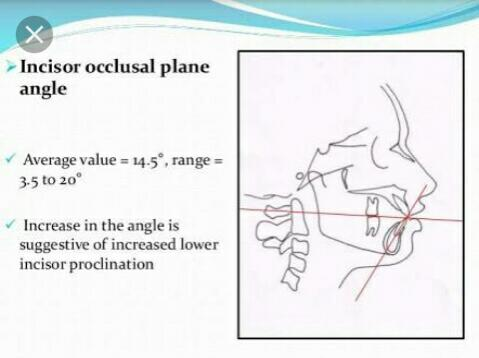 Incisor occlusal plane
angle
Average value = 14.5°, range =
3.5 to 20°
Increase in the angle is
suggestive of increased lower
incisor proclination